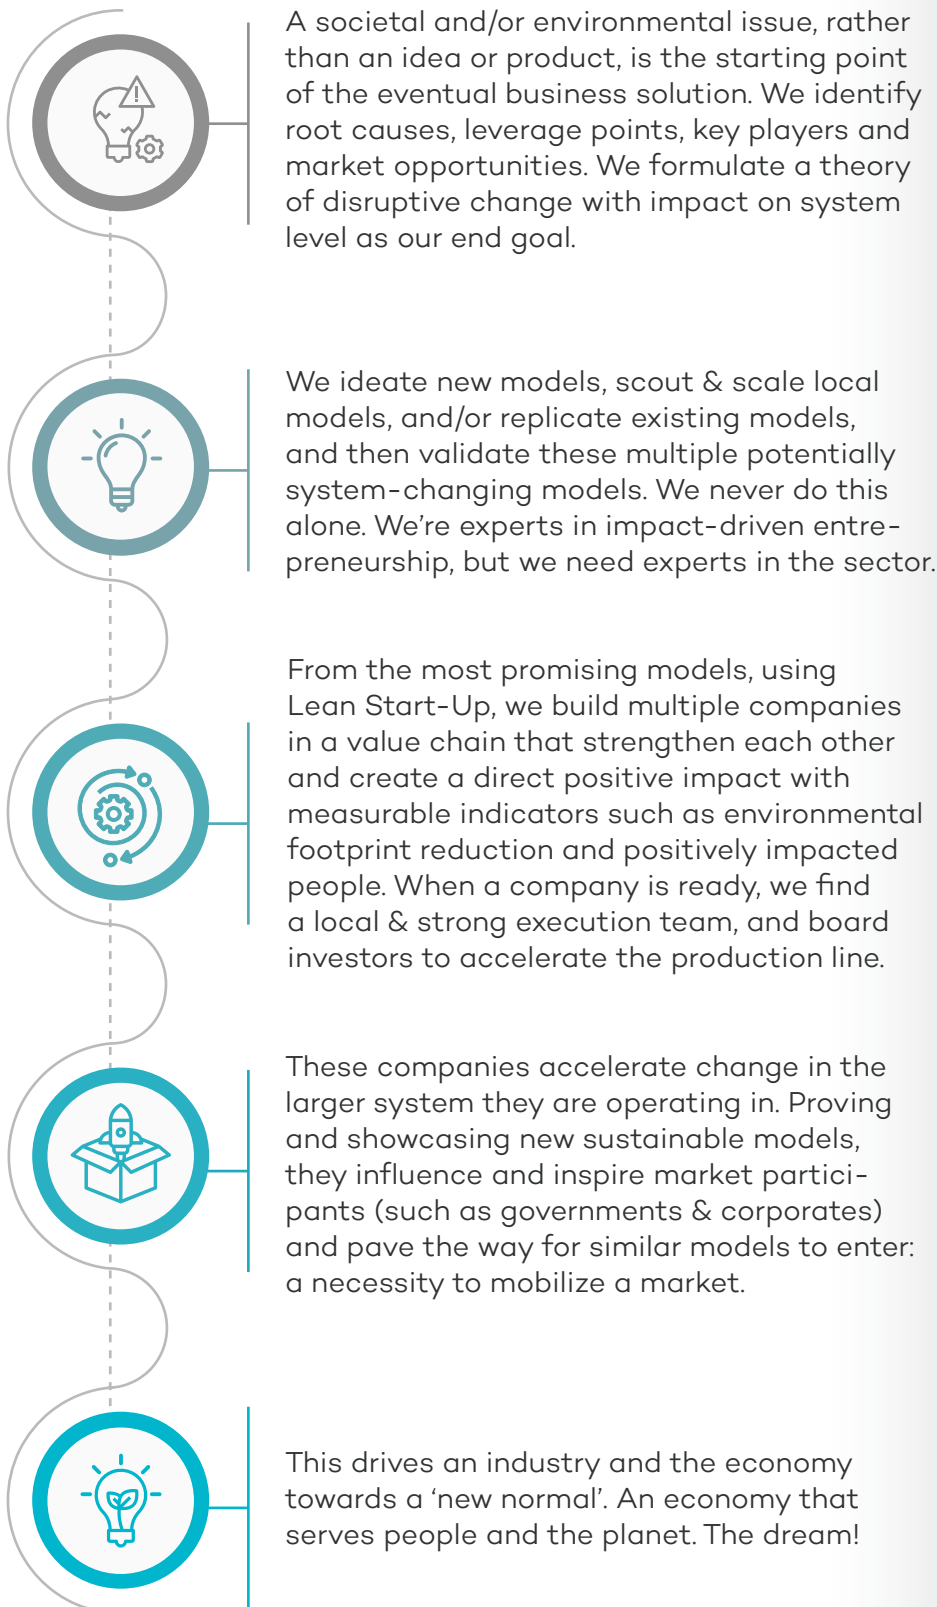 A societal and/or environmental issue, rather
than an idea or product, is the starting point
of the eventual business solution. We identify
root causes, leverage points, key players and
market opportunities. We formulate a theory
of disruptive change with impact on system
level as our end goal.
We ideate new models, scout & scale local
models, and/or replicate existing models,
and then validate these multiple potentially
system-changing models. We never do this
alone. We’re experts in impact-driven entre-
preneurship, but we need experts in the sector.
From the most promising models, using
Lean Start-Up, we build multiple companies
in a value chain that strengthen each other
and create a direct positive impact with
measurable indicators such as environmental
footprint reduction and positively impacted
people. When a company is ready, we find
a local & strong execution team, and board
investors to accelerate the production line.
These companies accelerate change in the
larger system they are operating in. Proving
and showcasing new sustainable models,
they influence and inspire market partici-
pants (such as governments & corporates)
and pave the way for similar models to enter:
a necessity to mobilize a market.
This drives an industry and the economy
towards a ‘new normal’. An economy that
serves people and the planet. The dream!